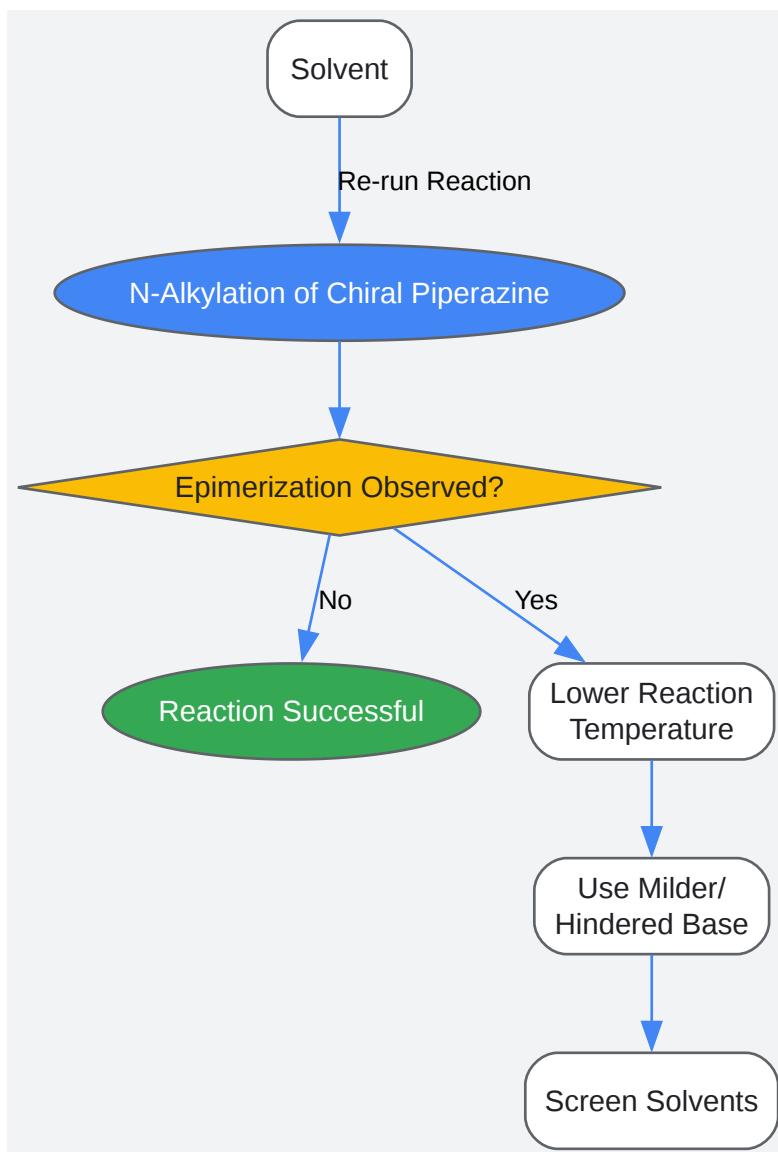 Solvent
Re-run Reaction
N-Alkylation of Chiral Piperazine
Epimerization Observed?
No
Yes
Reaction Successful
Lower Reaction
Temperature
Use Milder/
Hindered Base
Screen Solvents